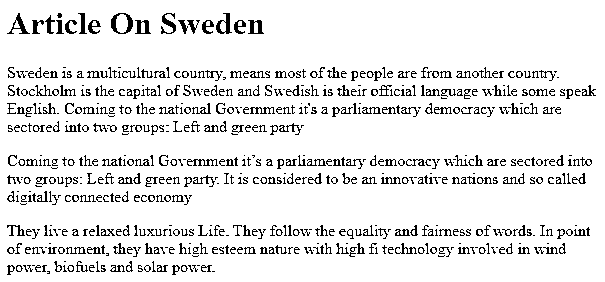 Article On Sweden
Sweden is a multicultural country, means most of the people are from another country.
Stockholm is the capital of Sweden and Swedish is their official language while some speak
English. Coming to the national Government it's a parliamentary democracy which are
sectored into two groups: Left and green party
Coming to the national Government it's a parliamentary democracy which are sectored into
two groups: Left and green party. It is considered to be an innovative nations and so called
digitally connected economy
They live a relaxed luxurious Life. They follow the equality and fairness of words. In point
of environment, they have high esteem nature with high fi technology involved in wind
power, biofuels and solar power.